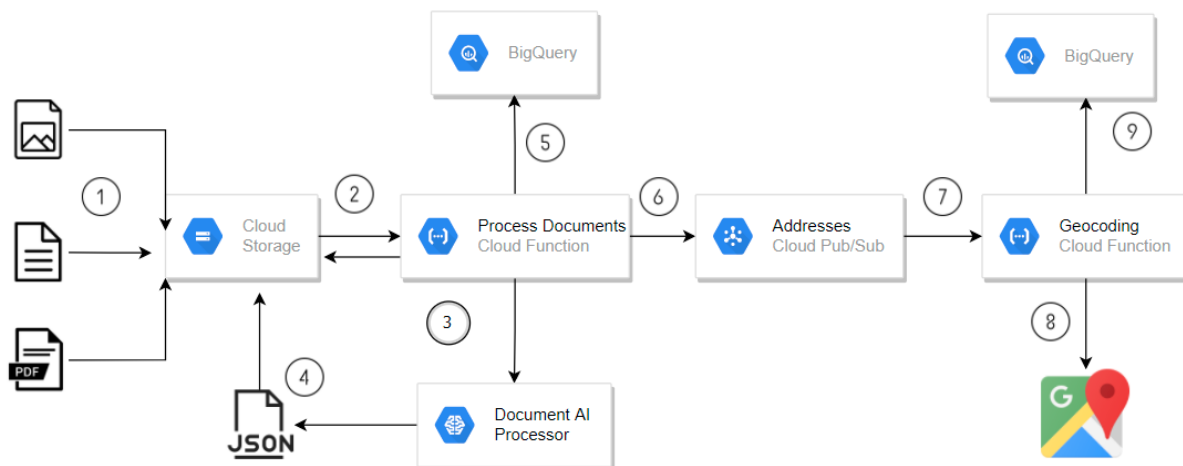 BigQuery
BigQuery
5
9
1
2
6
7
Cloud
Storage
Process Documents
Cloud Function
Addresses
Cloud Pub/Sub
Geocoding
Cloud Function
3
8
PDF
4
JSON
Document AI
Processor
G